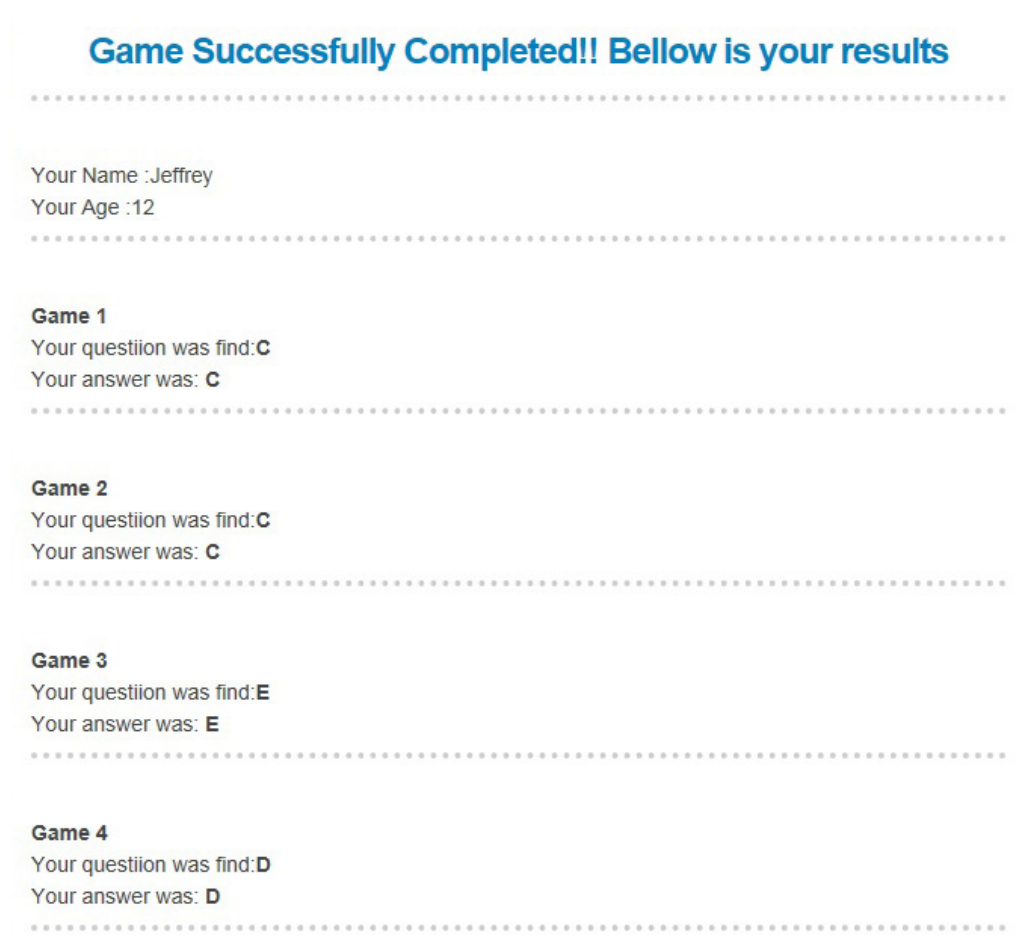 Game Successfully Completed!! Bellow is your results
Your Name :Jeffrey
Your Age :12
Game 1
Your questiion was find:C
Your answer was: C
Game 2
Your questiion was find:C
Your answer was: C
Game 3
Your questiion was find:E
Your answer was: E
Game 4
Your questiion was find:D
Your answer was: D